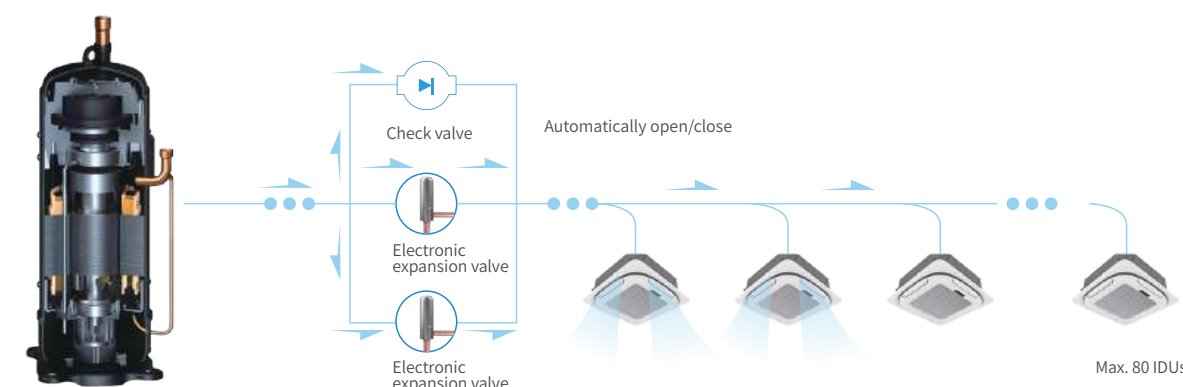 Check valve
Automatically open/close
Electronic
expansion valve
Electronic
expansion valve
Max. 80 IDUs